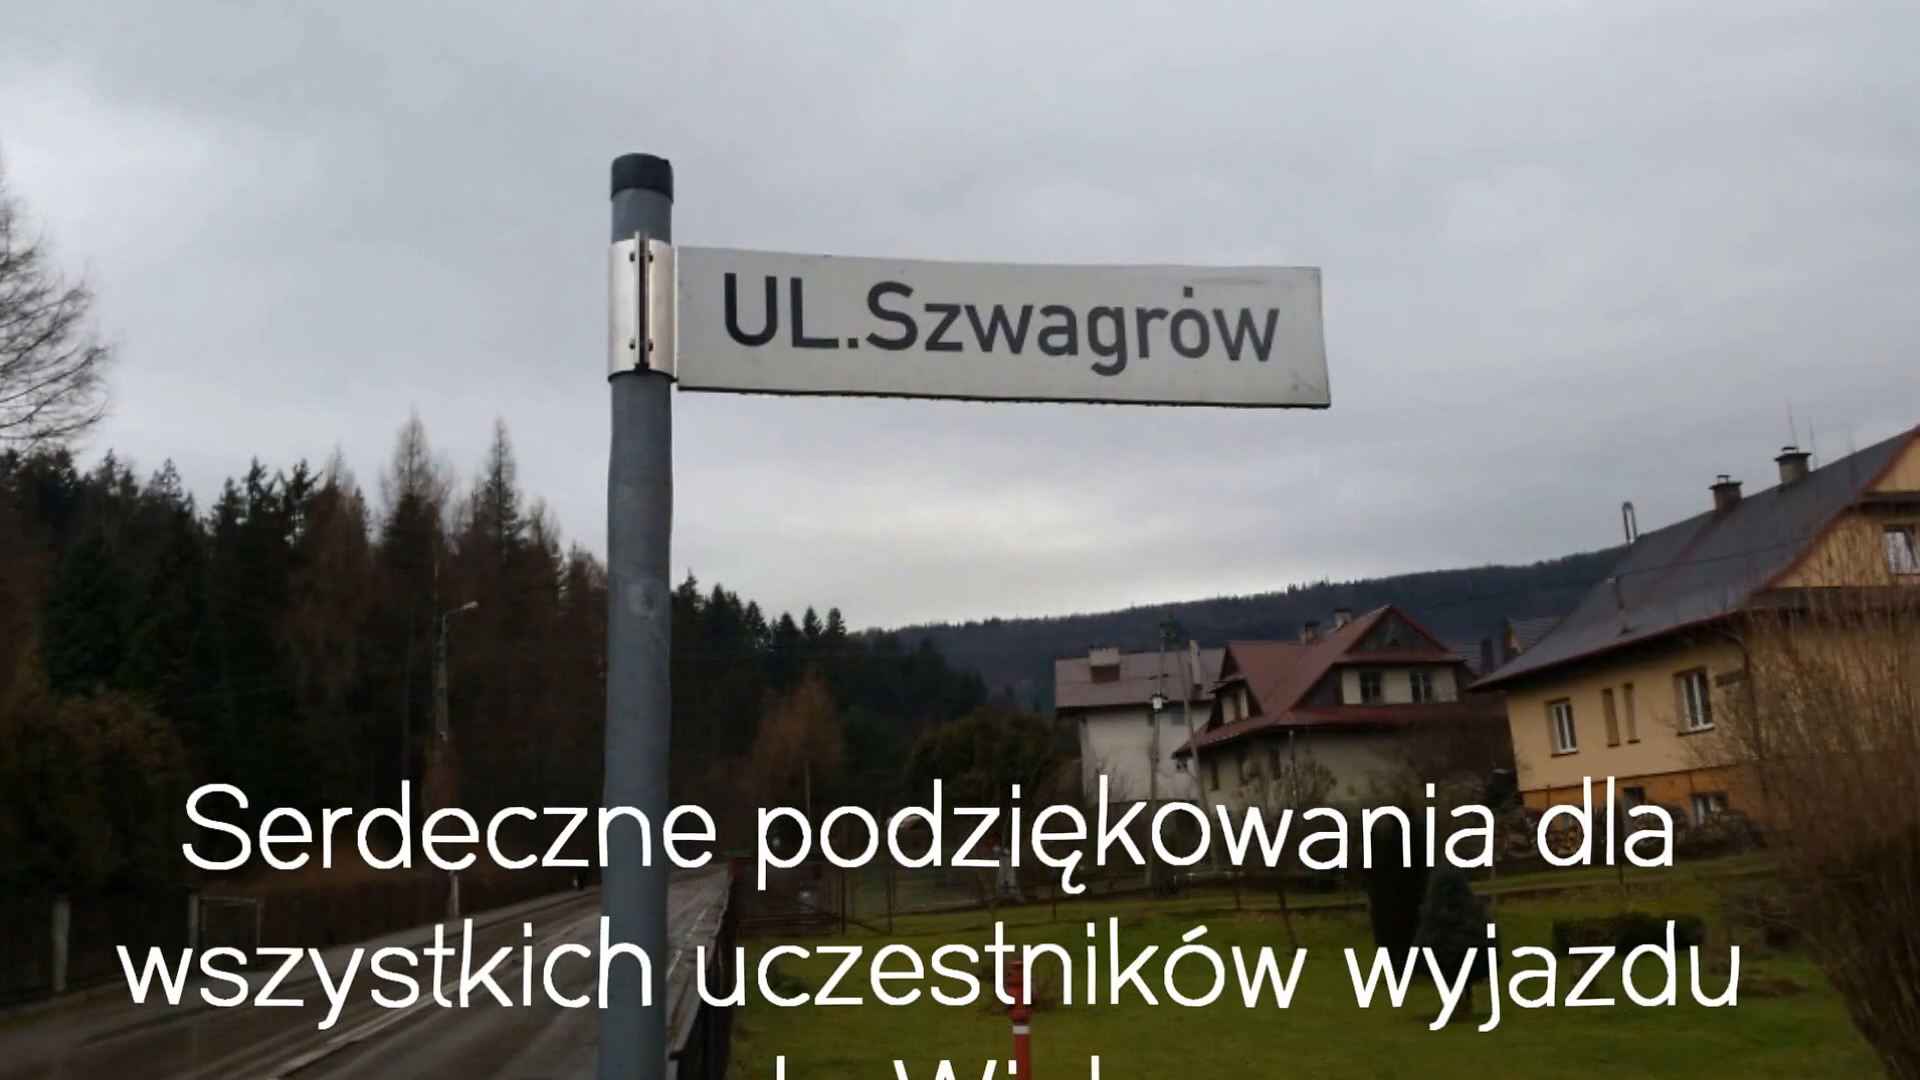 UL.Szwagrów
Serdeczne podziękowania dla
wszystkich uczestników wyjazdu